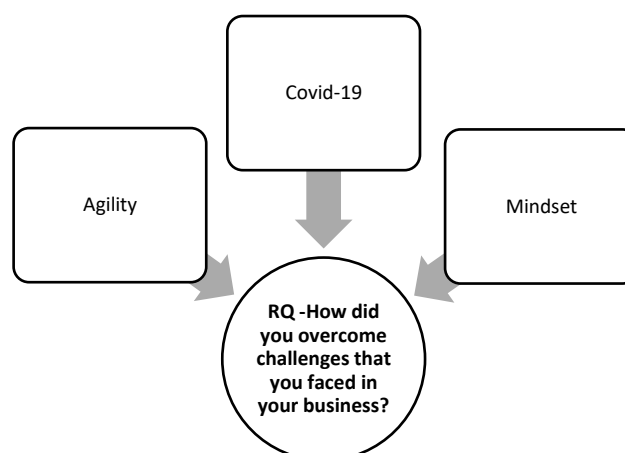 Covid-19
Agility
Mindset
RQ -How did
you overcome
challenges that
you faced in
your business?